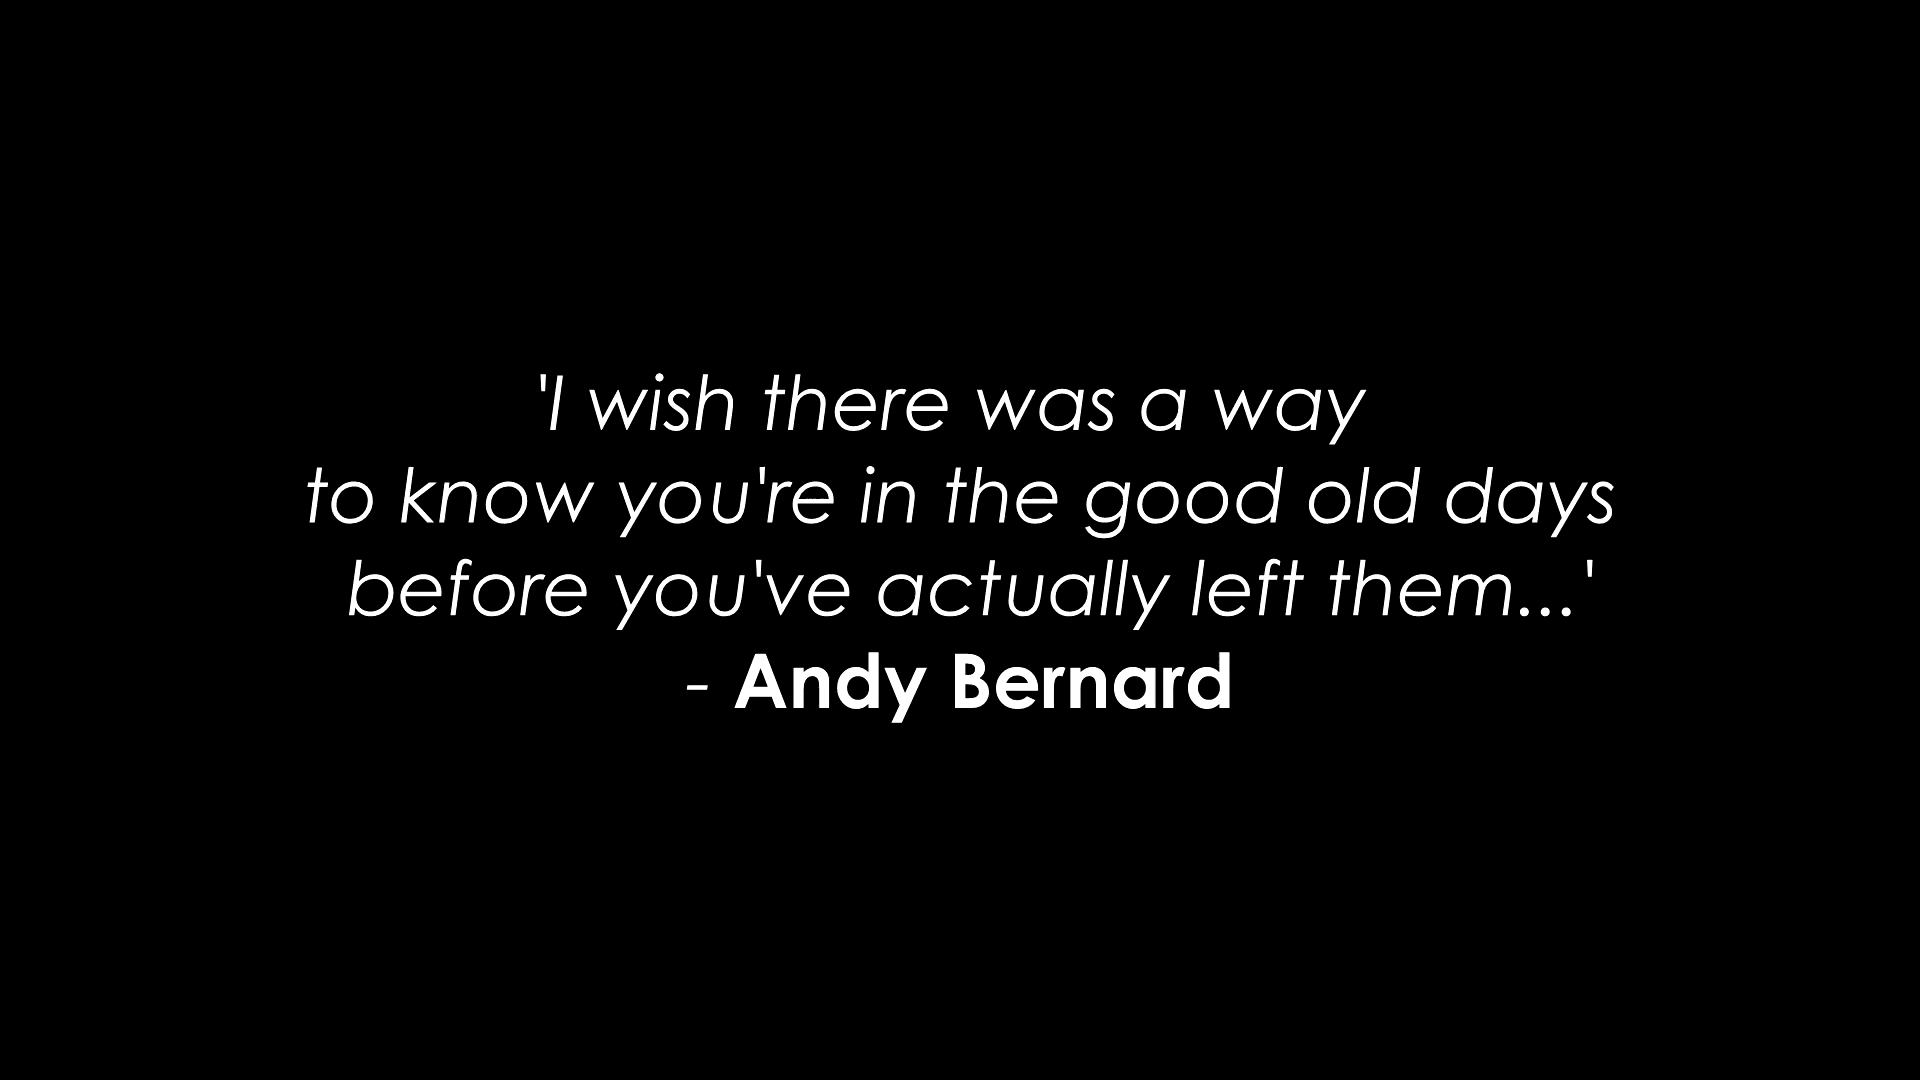 'I wish there was a way
to know you're in the good old days
before you've actually left them...'
- Andy Bernard